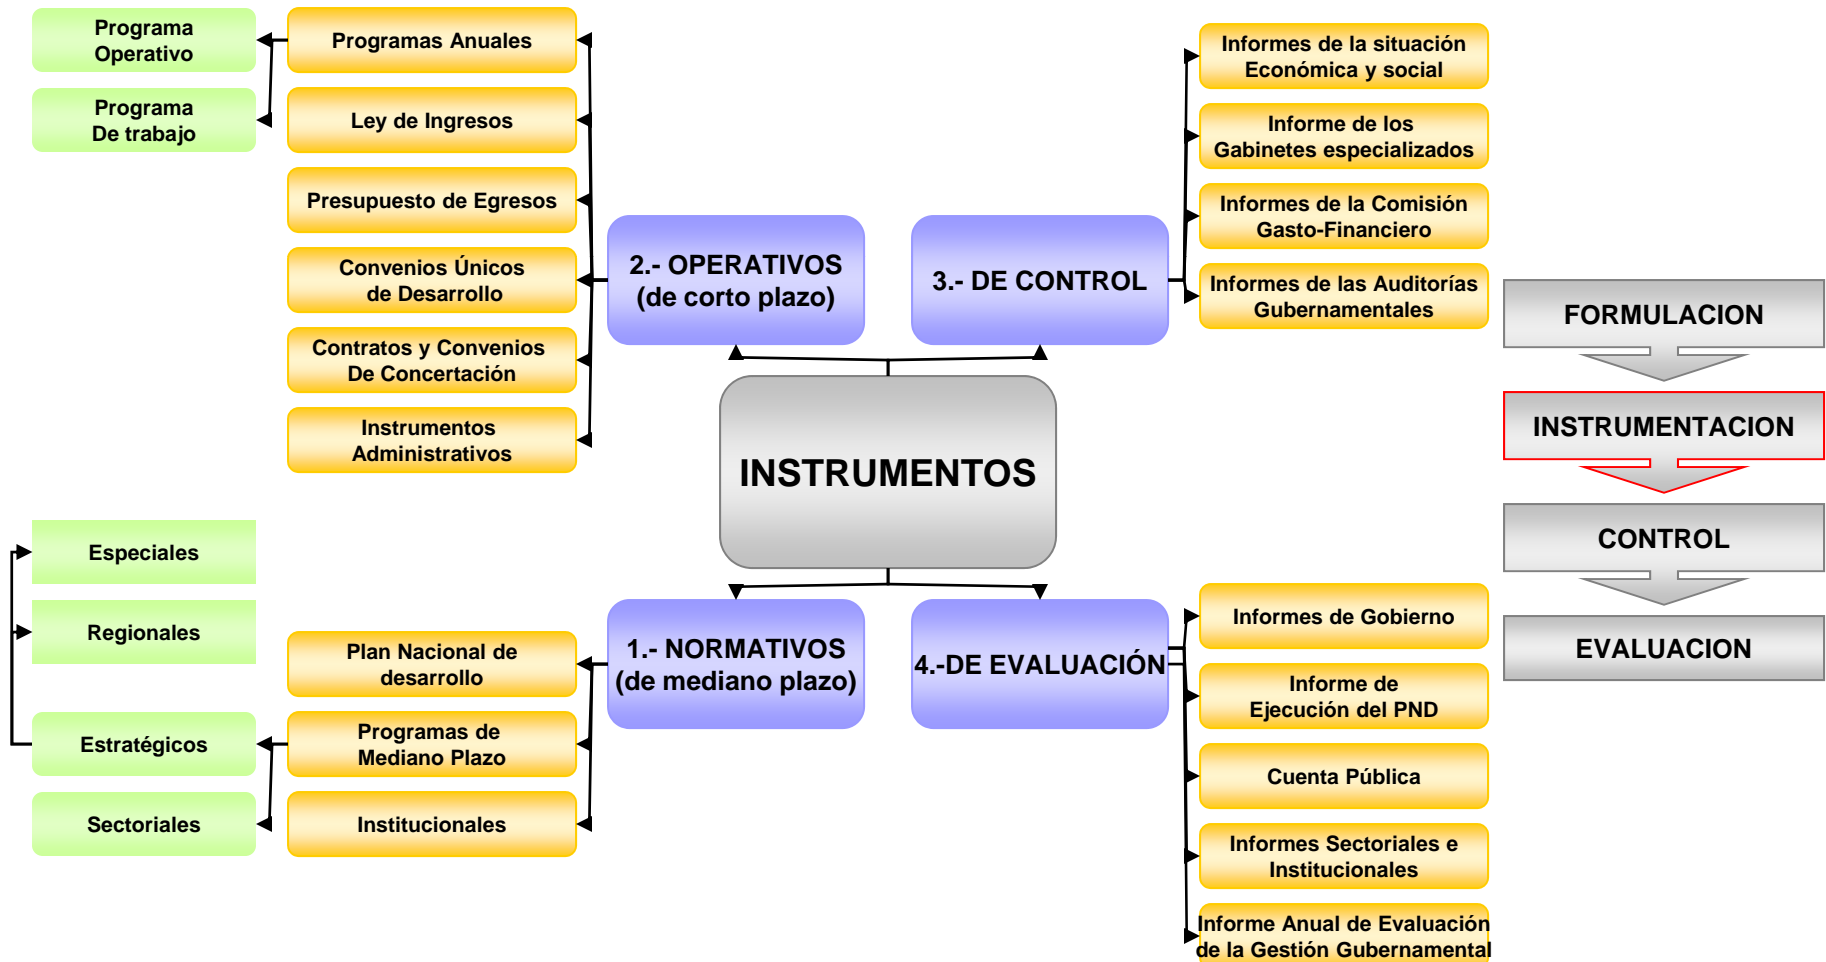 Programa
Operativo
Programa
De trabajo
Programas Anuales
Ley de Ingresos
Presupuesto de Egresos
Convenios Únicos
de Desarrollo
Contratos y Convenios
De Concertación
Instrumentos
Administrativos
2.- OPERATIVOS
(de corto plazo)
3.- DE CONTROL
Informes de la situación
Económica y social
Informe de los
Gabinetes especializados
Informes de la Comisión
Gasto-Financiero
Informes de las Auditorías
Gubernamentales
INSTRUMENTOS
Especiales
Regionales
Estratégicos
Sectoriales
Plan Nacional de
desarrollo
Programas de
Mediano Plazo
Institucionales
1.- NORMATIVOS
(de mediano plazo)
4.-DE EVALUACIÓN
Informes de Gobierno
Informe de
Ejecución del PND
Cuenta Pública
Informes Sectoriales e
Institucionales
Informe Anual de Evaluación
de la Gestión Gubernamental
FORMULACION
INSTRUMENTACION
CONTROL
EVALUACION